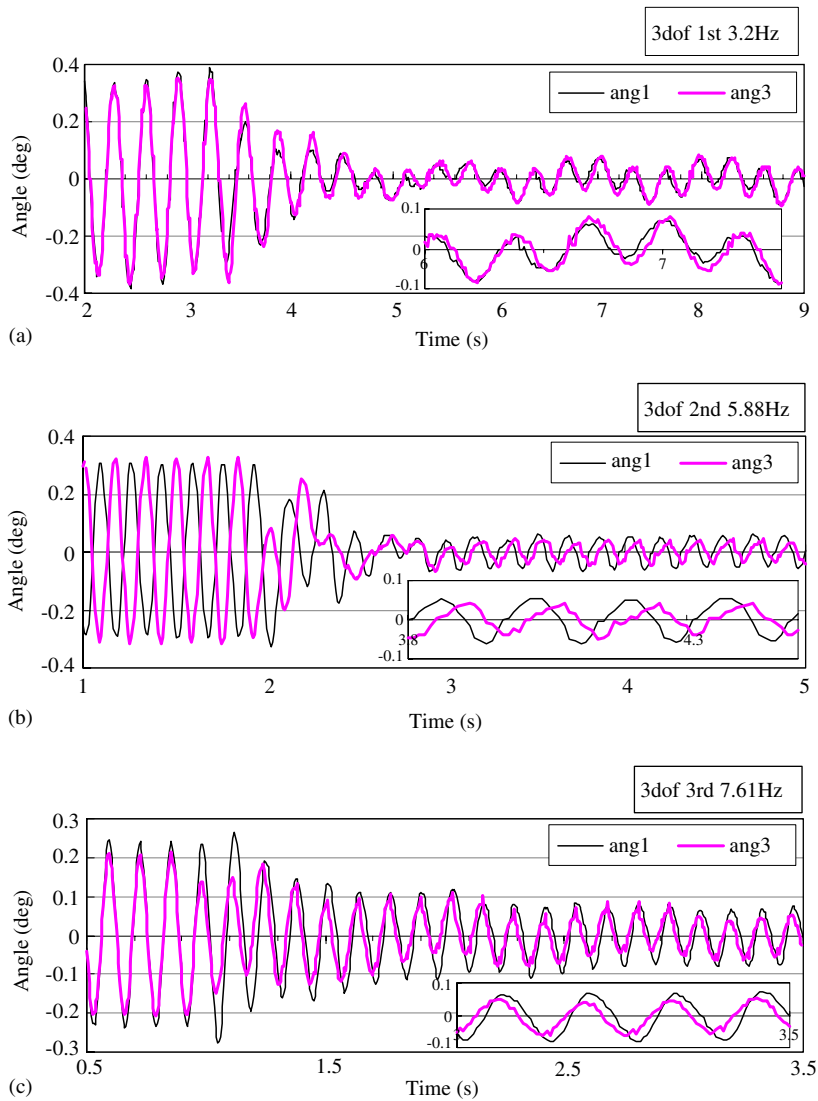 3dof 1st 3.2Hz
ang1 ang3
Angle (deg)
0.4
0.2
0
-0.2
-0.4
0.1
0
-0.1
6 7
2 3 4 5 6 7 8 9
(a)
Time (s)
3dof 2nd 5.88Hz
ang1 ang3
Angle (deg)
0.4
0.2
0
-0.2
-0.4
0.1
0
-0.1
3.8 4.3
1 2 3 4 5
(b)
Time (s)
3dof 3rd 7.61Hz
ang1 ang3
Angle (deg)
0.3
0.2
0.1
0
-0.1
-0.2
-0.3
0.1
0
-0.1
3.5
0.5 1.5 2.5 3.5
(c)
Time (s)